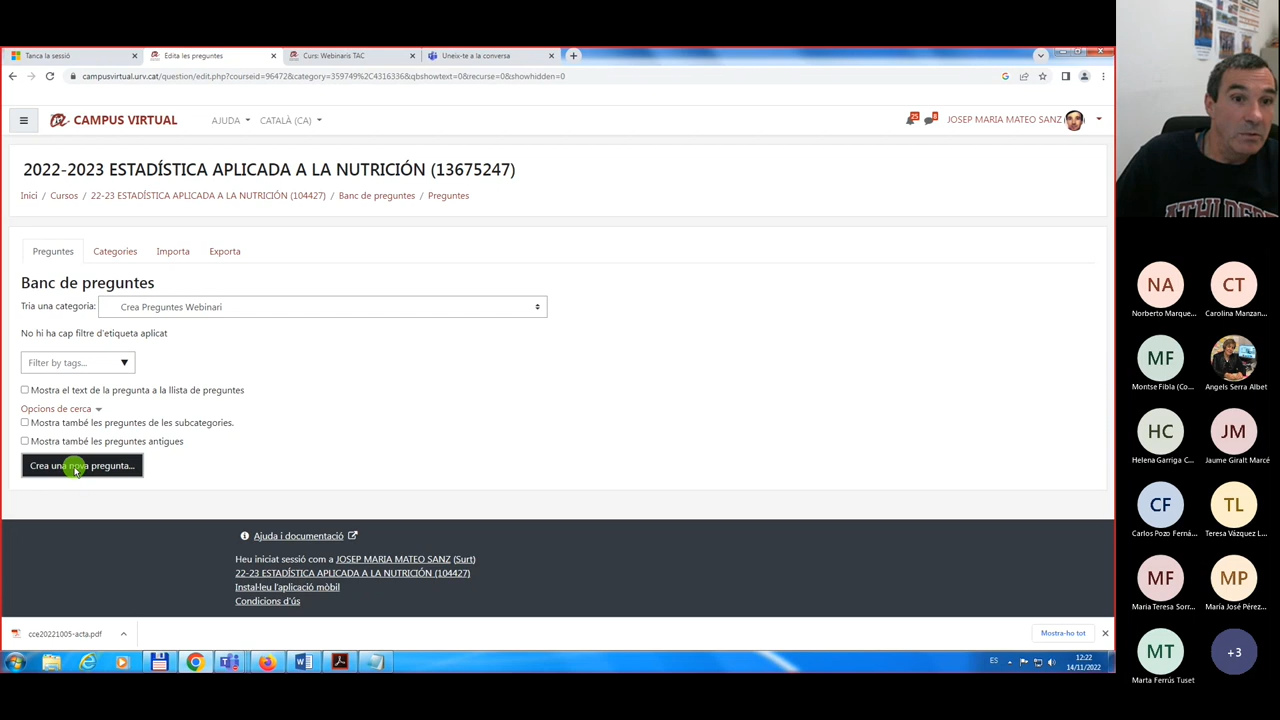 Tanca la sessió
Edita les preguntes
Curs: Webinaris TAC
Uneix-te a la conversa
campusvirtual.urv.cat/question/edit.php?courseid=96472&category=359749%2C4316336&qbshowtext=0&recurse=0&showhidden=0
CAMPUS VIRTUAL
AJUDA
CATALÀ (CA)
25
8
JOSEP MARIA MATEO SANZ
2022-2023 ESTADÍSTICA APLICADA A LA NUTRICIÓN (13675247)
Inici / Cursos / 22-23 ESTADÍSTICA APLICADA A LA NUTRICIÓN (104427) / Banc de preguntes / Preguntes
Preguntes
Categories
Importa
Exporta
Banc de preguntes
Tria una categoria:
Crea Preguntes Webinari
No hi ha cap filtre d'etiqueta aplicat
Filter by tags...
Mostra el text de la pregunta a la llista de preguntes
Opcions de cerca
Mostra també les preguntes de les subcategories.
Mostra també les preguntes antigues
Crea una nova pregunta...
Ajuda i documentació
Heu iniciat sessió com a JOSEP MARIA MATEO SANZ (Surt)
22-23 ESTADÍSTICA APLICADA A LA NUTRICIÓN (104427)
Instal·leu l'aplicació mòbil
Condicions d'ús
cce20221005-acta.pdf
Mostra-ho tot
ES
12:22
14/11/2022
NA
CT
Norberto Marque...
Carolina Manzan...
MF
Montse Fibla (Co...
Angels Serra Albet
HC
JM
Helena Garriga C...
Jaume Giralt Marcé
CF
TL
Carlos Pozo Ferná...
Teresa Vázquez L...
MF
MP
Maria Teresa Sorr...
María José Pérez...
MT
+3
Marta Ferrús Tuset